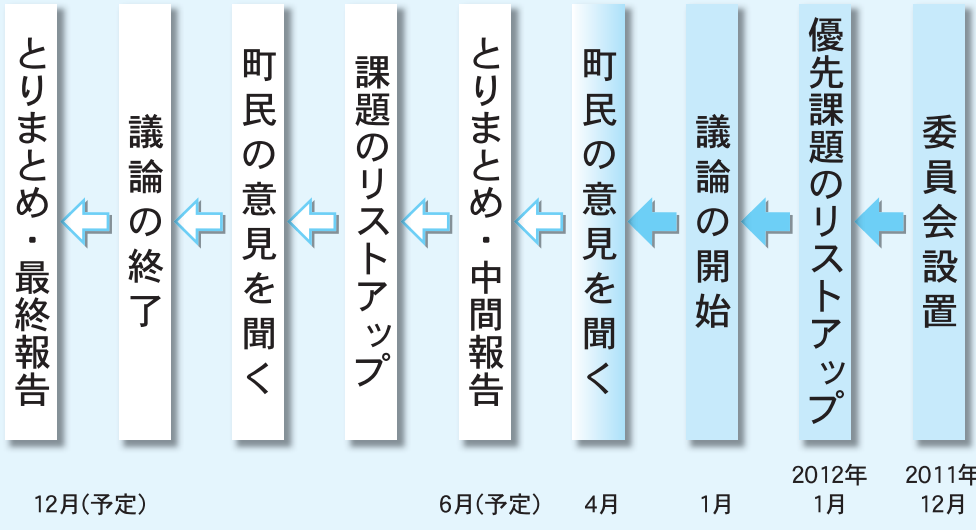 委員会設置
優先課題のリストアップ
議論の開始
町民の意見を聞く
とりまとめ・中間報告
課題のリストアップ
町民の意見を聞く
議論の終了
とりまとめ・最終報告
2011年
12月
2012年
1月
1月
4月
6月(予定)
12月(予定)